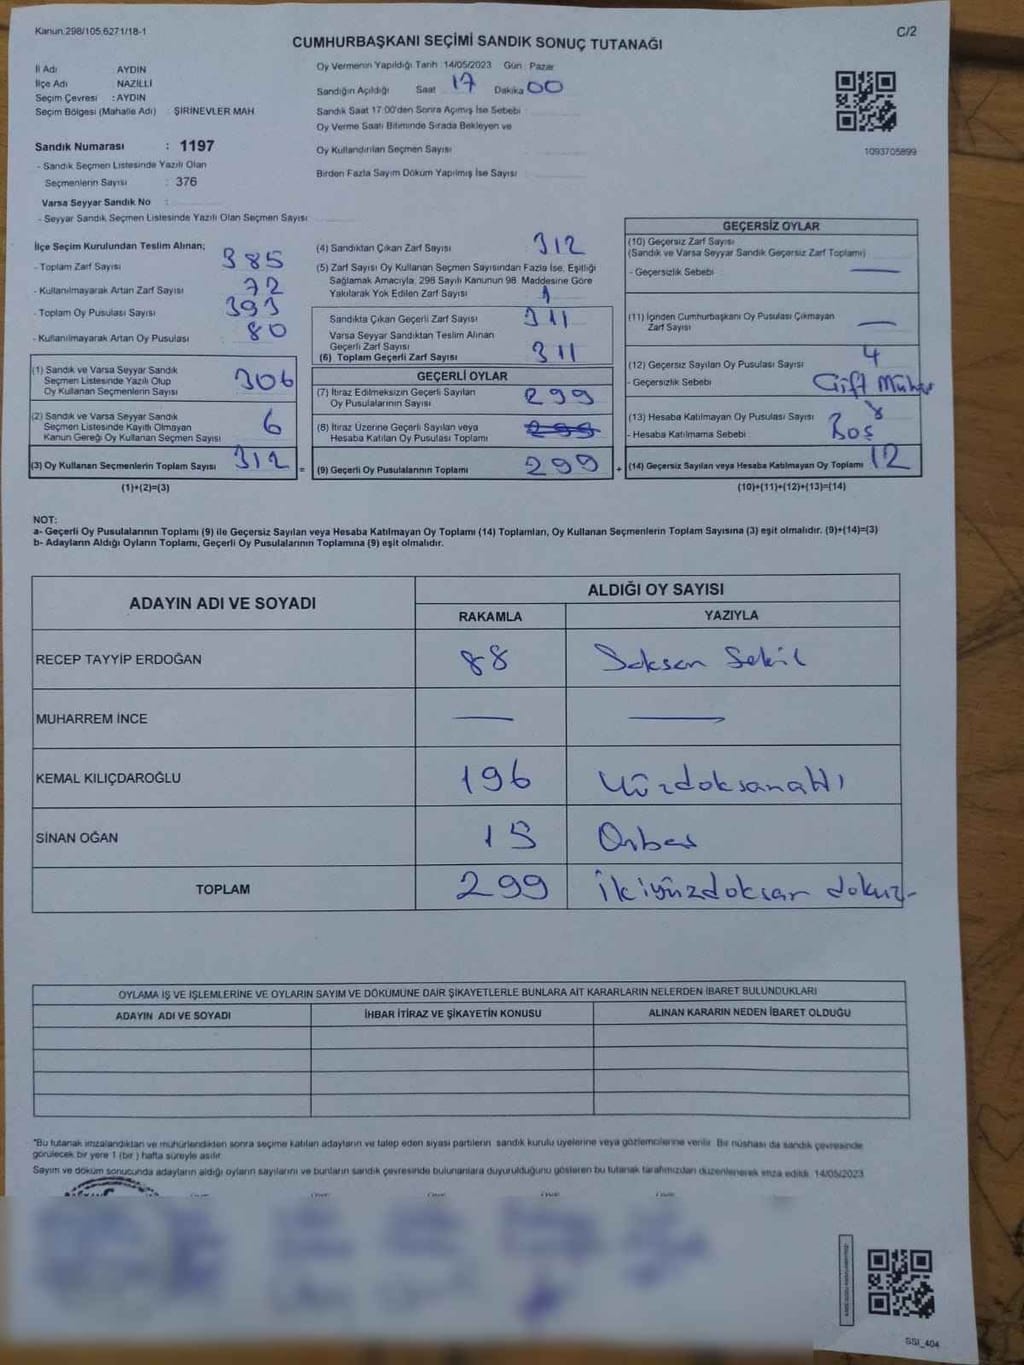 Kanun:298/105,6271/18-1
C/2
CUMHURBAŞKANI SEÇİMİ SANDIK SONUÇ TUTANAĞI
İl Adı AYDIN
İlçe Adı NAZİLLİ
Seçim Çevresi : AYDIN
Seçim Bölgesi (Mahalle Adı) : ŞİRİNEVLER MAH
Oy Vermenin Yapıldığı Tarih 14/05/2023 Gün : Pazar
Sandığın Açıldığı Saat 17 Dakika 00
Sandık Saat 17:00'den Sonra Açımış İse Sebebi :
Oy Verme Saati Bitiminde Sırada Bekleyen ve
Oy Kullandırılan Seçmen Sayısı
Birden Fazla Sayım Döküm Yapılmış İse Sayısı
1093705899
Sandık Numarası : 1197
- Sandık Seçmen Listesinde Yazılı Olan
Seçmenlerin Sayısı : 376
Varsa Seyyar Sandık No :
- Seyyar Sandık Seçmen Listesinde Yazılı Olan Seçmen Sayısı
İlçe Seçim Kurulundan Teslim Alınan;
- Toplam Zarf Sayısı 385
- Kullanılmayarak Artan Zarf Sayısı 72
- Toplam Oy Pusulası Sayısı 393
- Kullanılmayarak Artan Oy Pusulası 80
(1) Sandık ve Varsa Seyyar Sandık
Seçmen Listesinde Yazılı Olup
Oy Kullanan Seçmenlerin Sayısı 306
(2) Sandık ve Varsa Seyyar Sandık
Seçmen Listesinde Kayıtlı Olmayan
Kanun Gereği Oy Kullanan Seçmen Sayısı 6
(3) Oy Kullanan Seçmenlerin Toplam Sayısı 312 =
(1)+(2)=(3)
(4) Sandıktan Çıkan Zarf Sayısı 312
(5) Zarf Sayısı Oy Kullanan Seçmen Sayısından Fazla İse, Eşitliği
Sağlamak Amacıyla, 298 Sayılı Kanunun 98. Maddesine Göre
Yakılarak Yok Edilen Zarf Sayısı 1
Sandıkta Çıkan Geçerli Zarf Sayısı 311
Varsa Seyyar Sandıktan Teslim Alınan
Geçerli Zarf Sayısı
(6) Toplam Geçerli Zarf Sayısı 311
GEÇERLİ OYLAR
(7) İtiraz Edilmeksizin Geçerli Sayılan
Oy Pusulalarının Sayısı 299
(8) İtiraz Üzerine Geçerli Sayılan veya
Hesaba Katılan Oy Pusulası Toplamı 299
(9) Geçerli Oy Pusulalarının Toplamı 299 +
GEÇERSİZ OYLAR
(10) Geçersiz Zarf Sayısı
(Sandık ve Varsa Seyyar Sandık Geçersiz Zarf Toplamı)
- Geçersizlik Sebebi : —
(11) İçinden Cumhurbaşkanı Oy Pusulası Çıkmayan
Zarf Sayısı —
(12) Geçersiz Sayılan Oy Pusulası Sayısı 4
- Geçersizlik Sebebi Çift Mühür
(13) Hesaba Katılmayan Oy Pusulası Sayısı 8
- Hesaba Katılmama Sebebi Boş
(14) Geçersiz Sayılan veya Hesaba Katılmayan Oy Toplamı 12
(10)+(11)+(12)+(13)=(14)
NOT:
a- Geçerli Oy Pusulalarının Toplamı (9) ile Geçersiz Sayılan veya Hesaba Katılmayan Oy Toplamı (14) Toplamları, Oy Kullanan Seçmenlerin Toplam Sayısına (3) eşit olmalıdır. (9)+(14)=(3)
b- Adayların Aldığı Oyların Toplamı, Geçerli Oy Pusulalarının Toplamına (9) eşit olmalıdır.
ADAYIN ADI VE SOYADI
ALDIĞI OY SAYISI
RAKAMLA YAZIYLA
RECEP TAYYİP ERDOĞAN 88 Seksen Sekil
MUHARREM İNCE — —
KEMAL KILIÇDAROĞLU 196 Yüzdoksanaltı
SİNAN OĞAN 15 Onbeş
TOPLAM 299 İkiyüzdoksan dokuz
OYLAMA İŞ VE İŞLEMLERİNE VE OYLARIN SAYIM VE DÖKÜMÜNE DAİR ŞİKAYETLERLE BUNLARA AİT KARARLARIN NELERDEN İBARET BULUNDUKLARI
ADAYIN ADI VE SOYADI İHBAR İTİRAZ VE ŞİKAYETİN KONUSU ALINAN KARARIN NEDEN İBARET OLDUĞU
*Bu tutanak imzalandıktan ve mühürlendikten sonra seçime katılan adayların ve talep eden siyasi partilerin sandık kurulu üyelerine veya gözlemcilerine verilir. Bir nüshası da sandık çevresinde
görülecek bir yere 1 (bir ) hafta süreyle asılır.
Sayım ve döküm sonucunda adayların aldığı oyların sayılarını ve bunların sandık çevresinde bulunanlara duyurulduğunu gösteren bu tutanak tarafımızdan düzenlenerek imza edildi. 14/05/2023
SSI_404